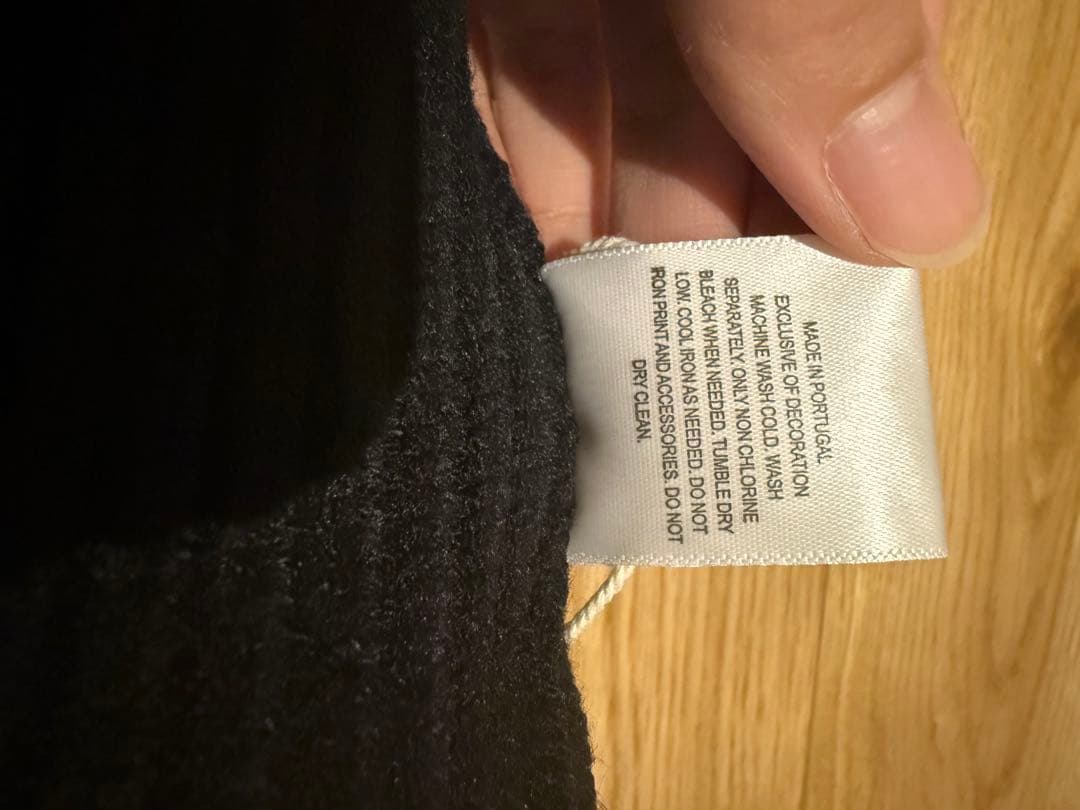 MADE IN PORTUGAL
EXCLUSIVE OF DECORATION
MACHINE WASH COLD. WASH
SEPARATELY. ONLY NON CHLORINE
BLEACH WHEN NEEDED. TUMBLE DRY
LOW. COOL IRON AS NEEDED. DO NOT
IRON PRINT AND ACCESSORIES. DO NOT
DRY CLEAN.